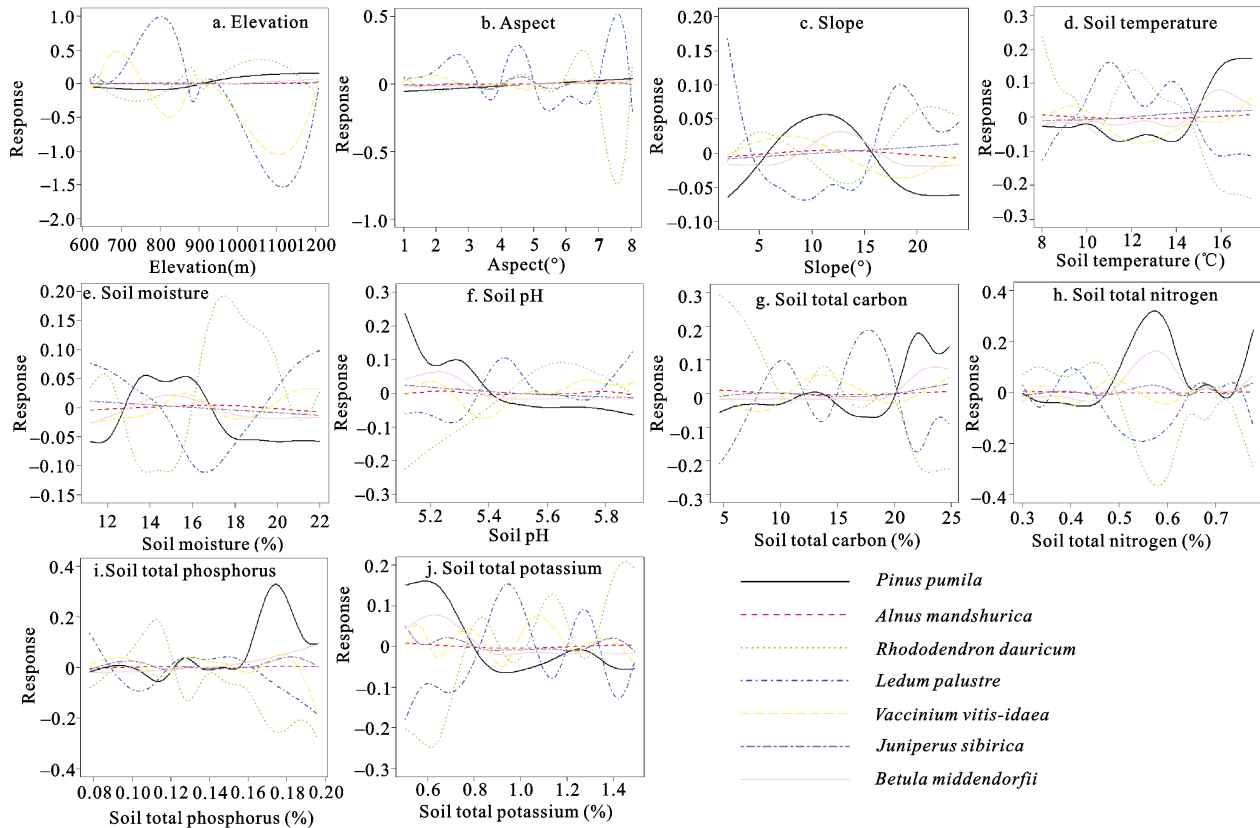 a. Elevation
1.0
0.5
0
−0.5
−1.0
−1.5
−2.0
Response
600 700 800 900 1000 1100 1200
Elevation(m)
b. Aspect
0.5
0
−0.5
−1.0
Response
1 2 3 4 5 6 7 8
Aspect(°)
c. Slope
0.20
0.15
0.10
0.05
0
−0.05
−0.10
Response
5 10 15 20
Slope(°)
d. Soil temperature
0.3
0.2
0.1
0
−0.1
−0.2
−0.3
Response
8 10 12 14 16
Soil temperature (℃)
e. Soil moisture
0.20
0.15
0.10
0.05
0
−0.05
−0.10
−0.15
Response
12 14 16 18 20 22
Soil moisture (%)
f. Soil pH
0.3
0.2
0.1
0
−0.1
−0.2
−0.3
Response
5.2 5.4 5.6 5.8
Soil pH
g. Soil total carbon
0.3
0.2
0.1
0
−0.1
−0.2
−0.3
Response
5 10 15 20 25
Soil total carbon (%)
h. Soil total nitrogen
0.4
0.2
0
−0.2
−0.4
Response
0.3 0.4 0.5 0.6 0.7
Soil total nitrogen (%)
i.Soil total phosphorus
0.4
0.2
0
−0.2
−0.4
Response
0.08 0.10 0.12 0.14 0.16 0.18 0.20
Soil total phosphorus (%)
j. Soil total potassium
0.2
0.1
0
−0.1
−0.2
−0.3
Response
0.6 0.8 1.0 1.2 1.4
Soil total potassium (%)
Pinus pumila
Alnus mandshurica
Rhododendron dauricum
Ledum palustre
Vaccinium vitis-idaea
Juniperus sibirica
Betula middendorfii